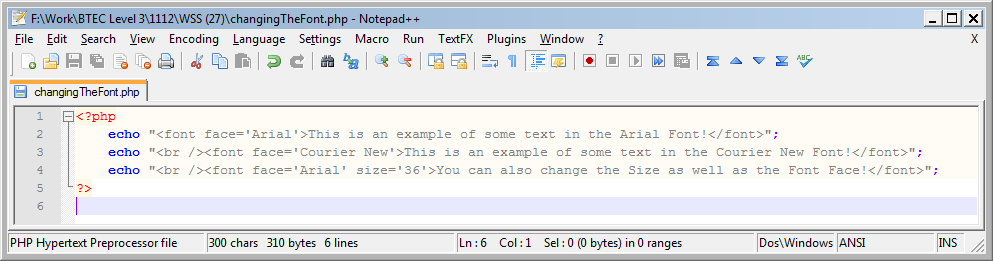 F:\Work\BTEC Level 3\1112\WSS (27)\changingTheFont.php - Notepad++
File Edit Search View Encoding Language Settings Macro Run TextFX Plugins Window ? X
ABC
changingTheFont.php
1 <?php
2 echo "<font face='Arial'>This is an example of some text in the Arial Font!</font>";
3 echo "<br /><font face='Courier New'>This is an example of some text in the Courier New Font!</font>";
4 echo "<br /><font face='Arial' size='36'>You can also change the Size as well as the Font Face!</font>";
5 ?>
6
PHP Hypertext Preprocessor file 300 chars 310 bytes 6 lines Ln : 6 Col : 1 Sel : 0 (0 bytes) in 0 ranges Dos\Windows ANSI INS